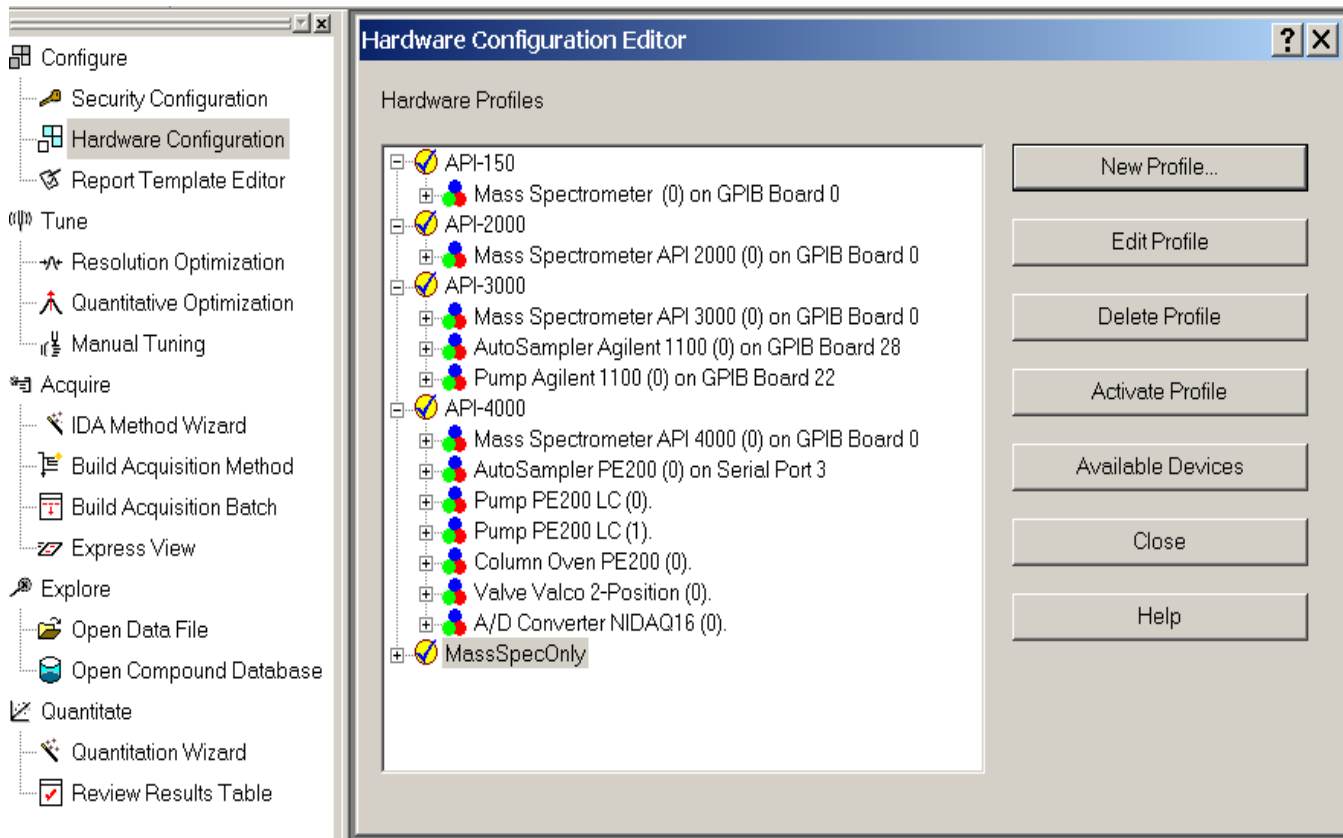 Configure
Security Configuration
Hardware Configuration
Report Template Editor
Tune
Resolution Optimization
Quantitative Optimization
Manual Tuning
Acquire
IDA Method Wizard
Build Acquisition Method
Build Acquisition Batch
Express View
Explore
Open Data File
Open Compound Database
Quantitate
Quantitation Wizard
Review Results Table
Hardware Configuration Editor
Hardware Profiles
API-150
Mass Spectrometer (0) on GPIB Board 0
API-2000
Mass Spectrometer API 2000 (0) on GPIB Board 0
API-3000
Mass Spectrometer API 3000 (0) on GPIB Board 0
AutoSampler Agilent 1100 (0) on GPIB Board 28
Pump Agilent 1100 (0) on GPIB Board 22
API-4000
Mass Spectrometer API 4000 (0) on GPIB Board 0
AutoSampler PE200 (0) on Serial Port 3
Pump PE200 LC (0).
Pump PE200 LC (1).
Column Oven PE200 (0).
Valve Valco 2-Position (0).
A/D Converter NIDAQ16 (0).
MassSpecOnly
New Profile...
Edit Profile
Delete Profile
Activate Profile
Available Devices
Close
Help